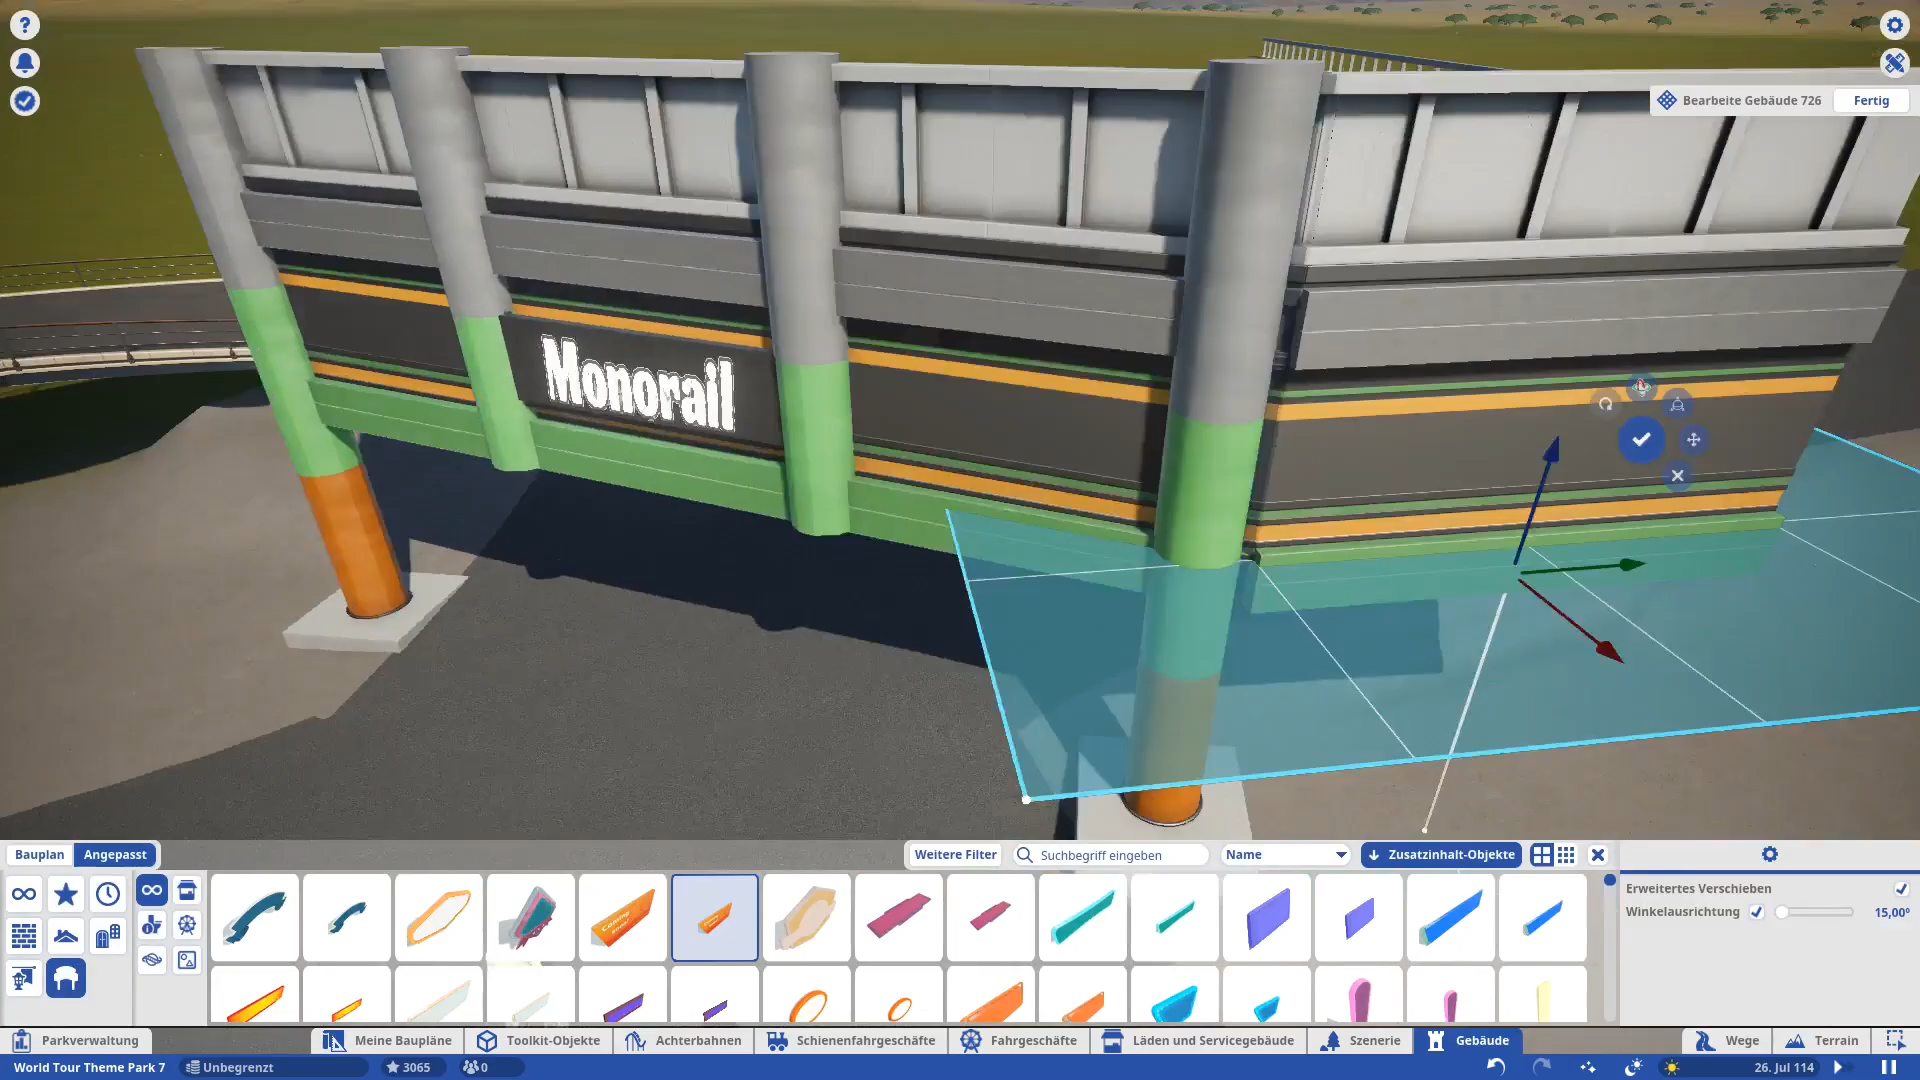 ?
Bearbeite Gebäude 726
Fertig
Monorail
Bauplan
Angepasst
Weitere Filter
Suchbegriff eingeben
Name
Zusatzinhalt-Objekte
Erweitertes Verschieben
Winkelausrichtung
15,00°
Parkverwaltung
Meine Baupläne
Toolkit-Objekte
Achterbahnen
Schienenfahrgeschäfte
Fahrgeschäfte
Läden und Servicegebäude
Szenerie
Gebäude
Wege
Terrain
World Tour Theme Park 7
Unbegrenzt
3065
0
26. Jul 114